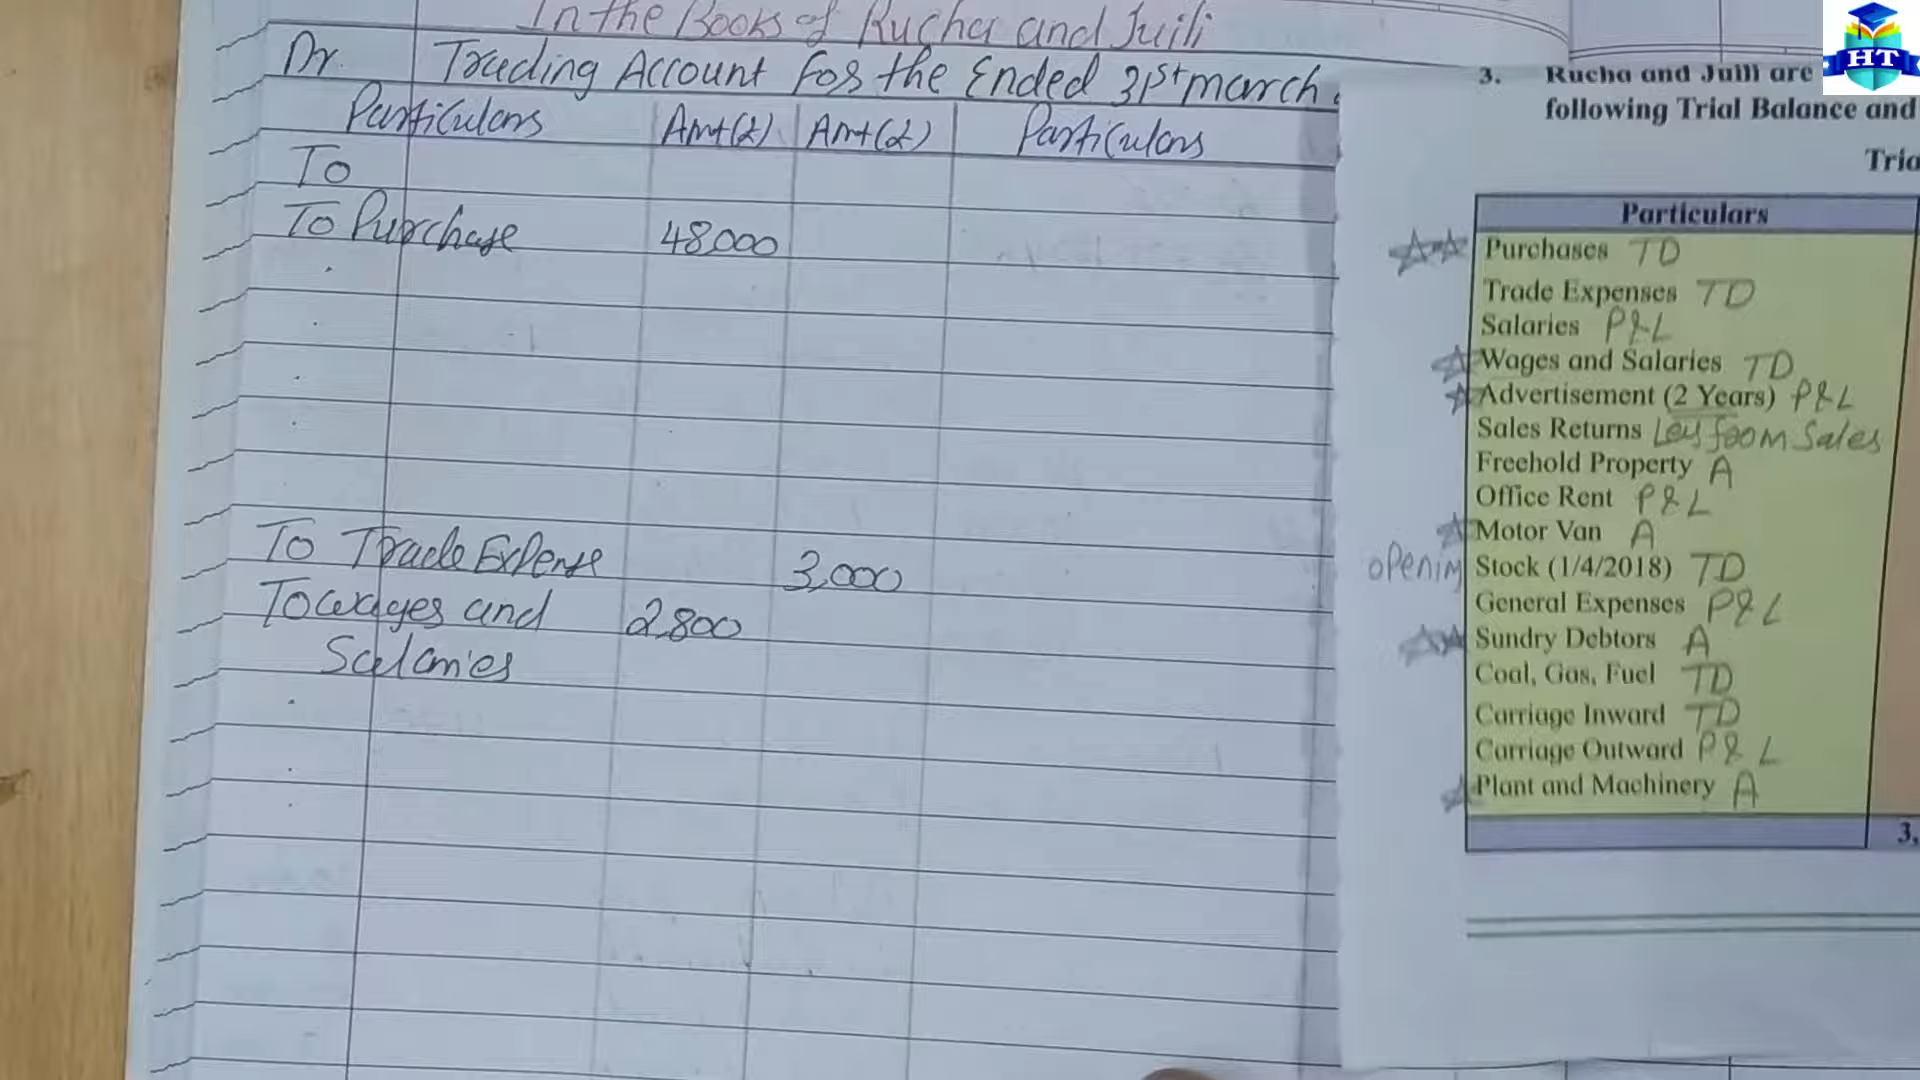 In the Books of Rucha and Juili
Dr. Trading Account For the Ended 31st march
Particulars Amt(₹) Amt(₹) Particulars
To
To Purchase 48,000
To Trade Expense 3,000
To wages and 2,800
Salaries
HT
3. Rucha and Juili are
following Trial Balance and
Particulars
Purchases TD
Trade Expenses TD
Salaries P&L
Wages and Salaries TD
Advertisement (2 Years) P&L
Sales Returns Less from Sales
Freehold Property A
Office Rent P&L
Motor Van A
Stock (1/4/2018) TD
General Expenses P&L
Sundry Debtors A
Coal, Gas, Fuel TD
Carriage Inward TD
Carriage Outward P&L
Plant and Machinery A
3,